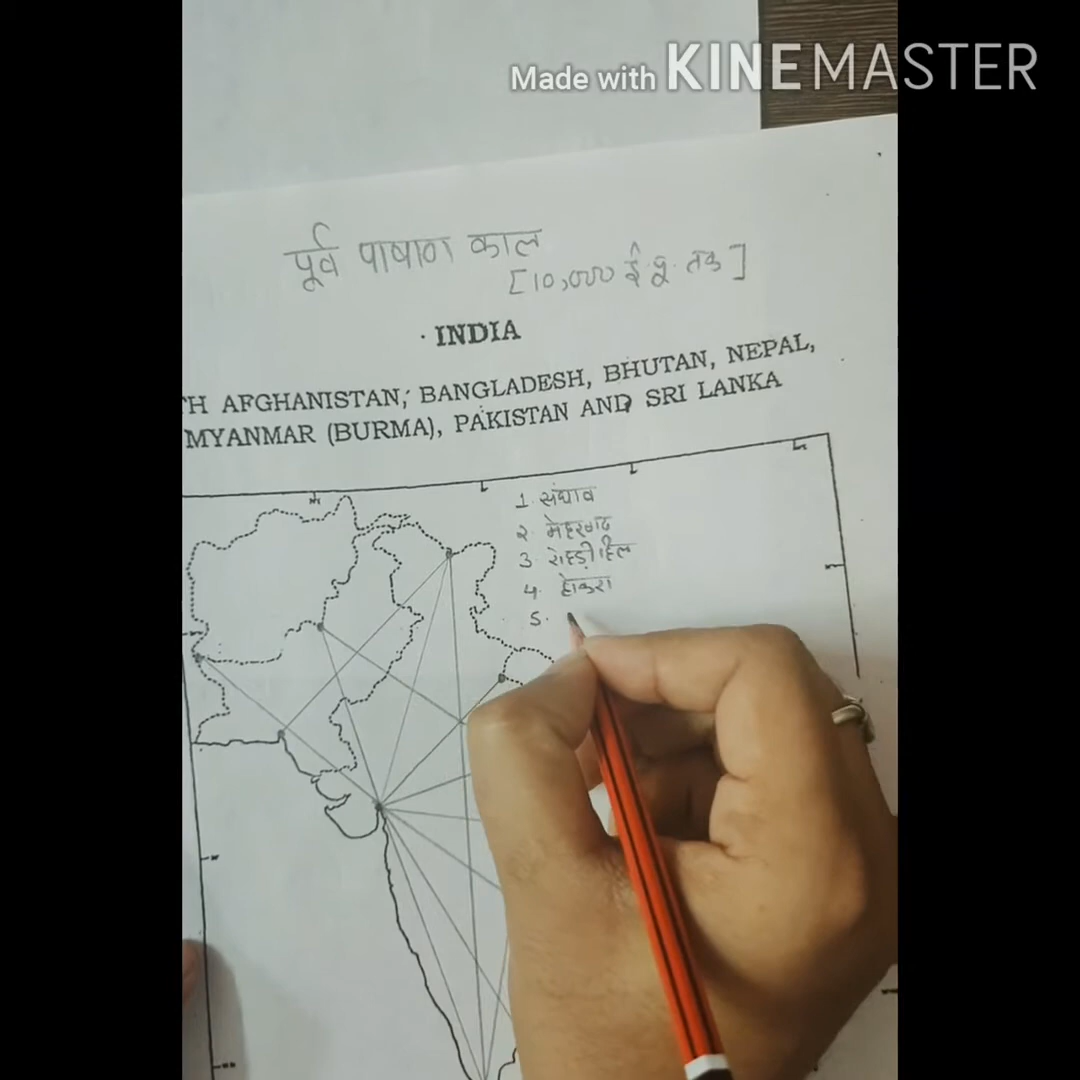 Made with KINEMASTER
पूर्व पाषाण काल
[10,000 ई. पू. तक]
INDIA
TH AFGHANISTAN, BANGLADESH, BHUTAN, NEPAL,
MYANMAR (BURMA), PAKISTAN AND SRI LANKA
1. संघाव
2. मेहरगढ
3. रोहड़ी हिल
4. होकरा
5.